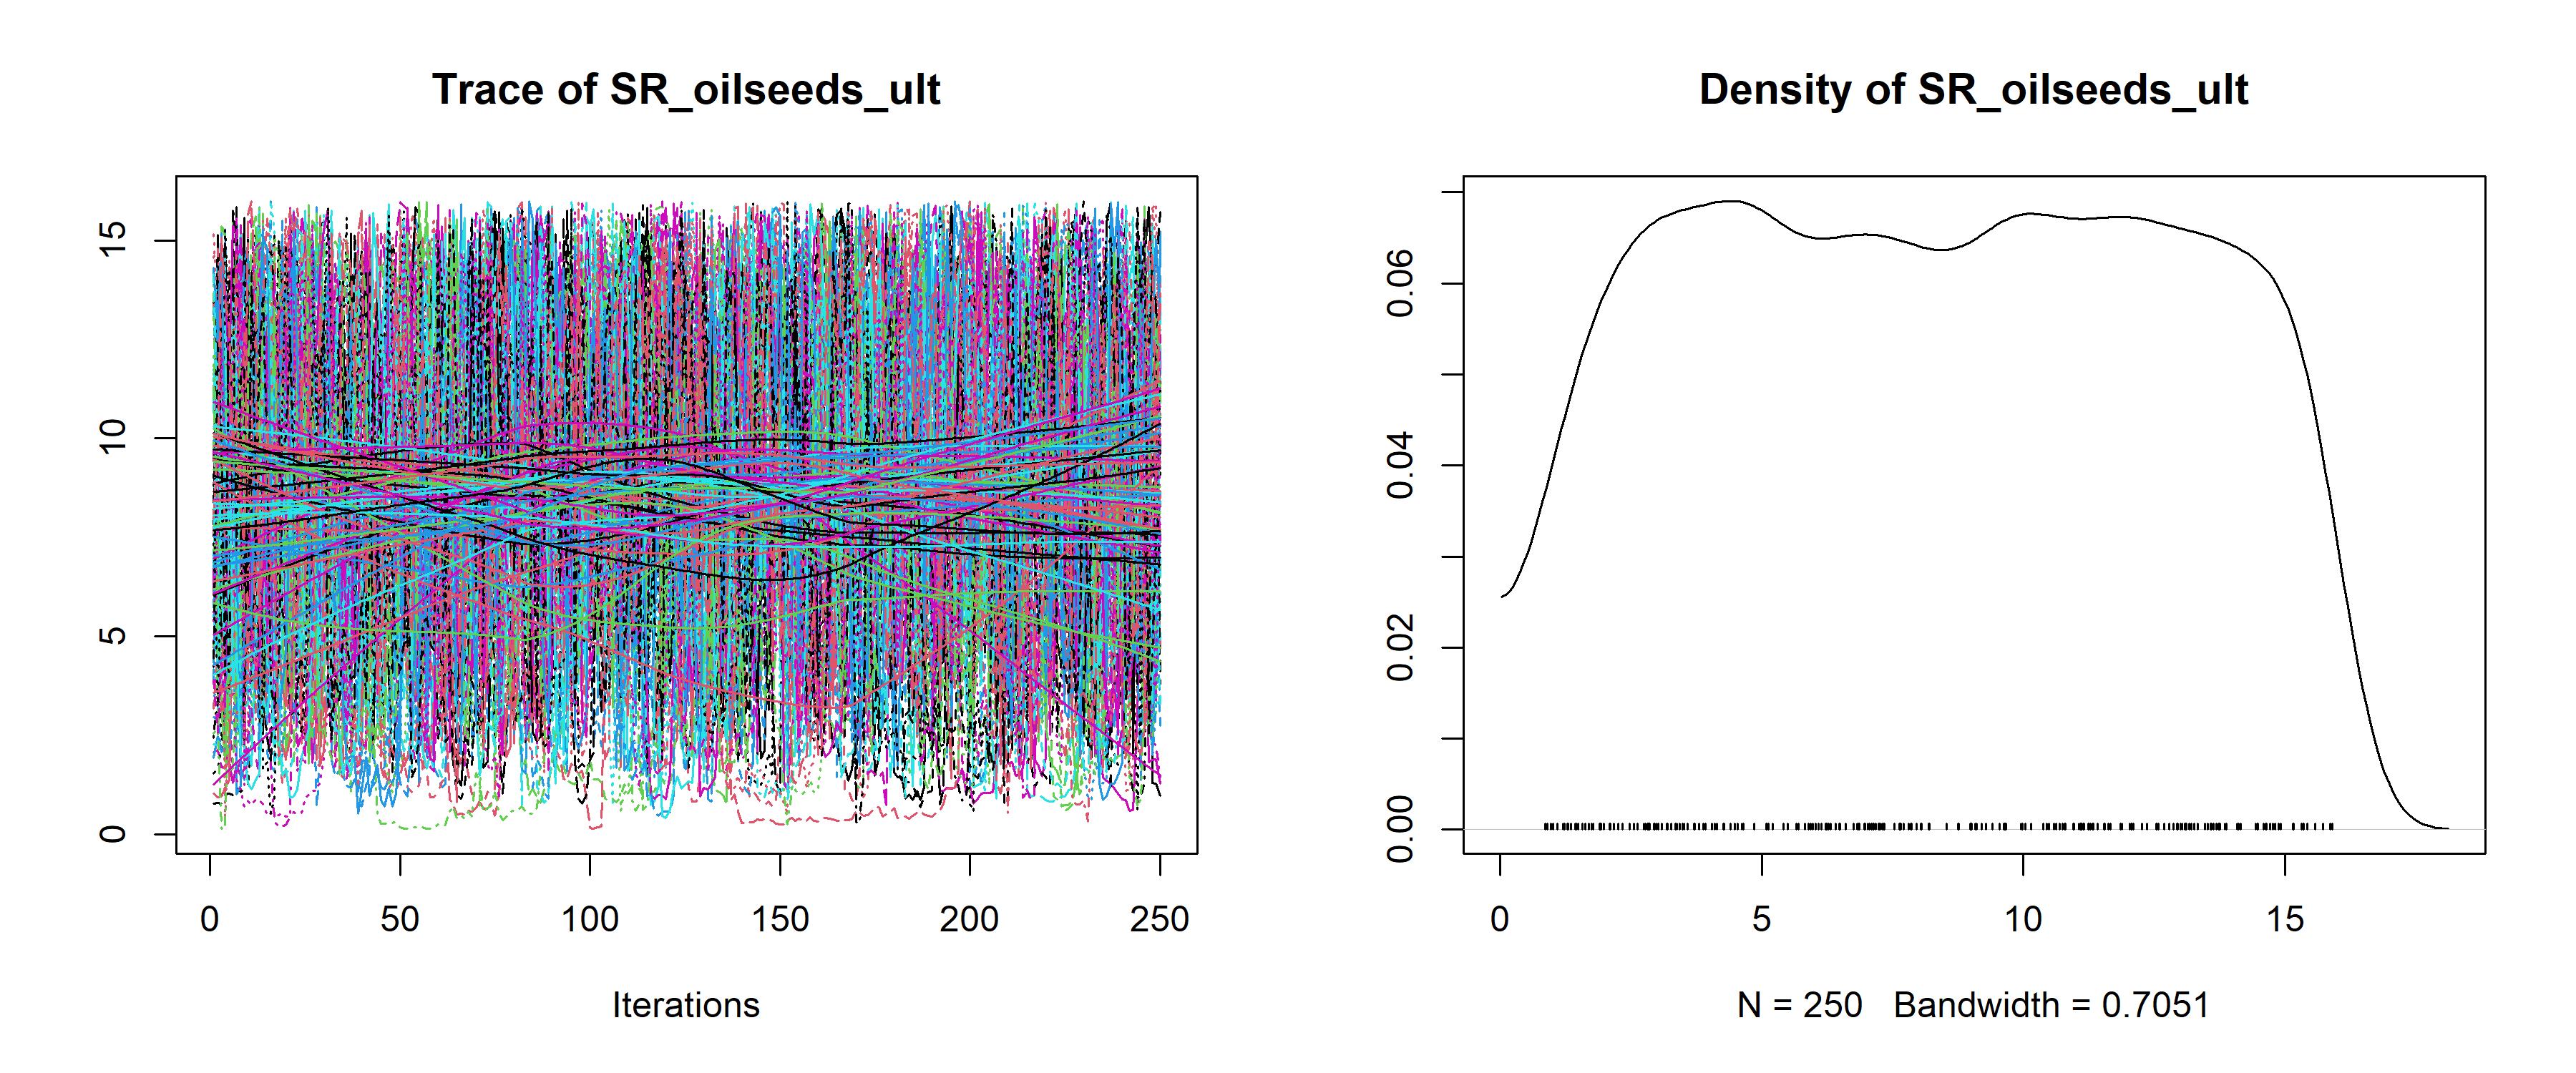 Trace of SR_oilseeds_ult
15
10
5
0
0 50 100 150 200 250
Iterations
Density of SR_oilseeds_ult
0.06
0.04
0.02
0.00
0 5 10 15
N = 250 Bandwidth = 0.7051